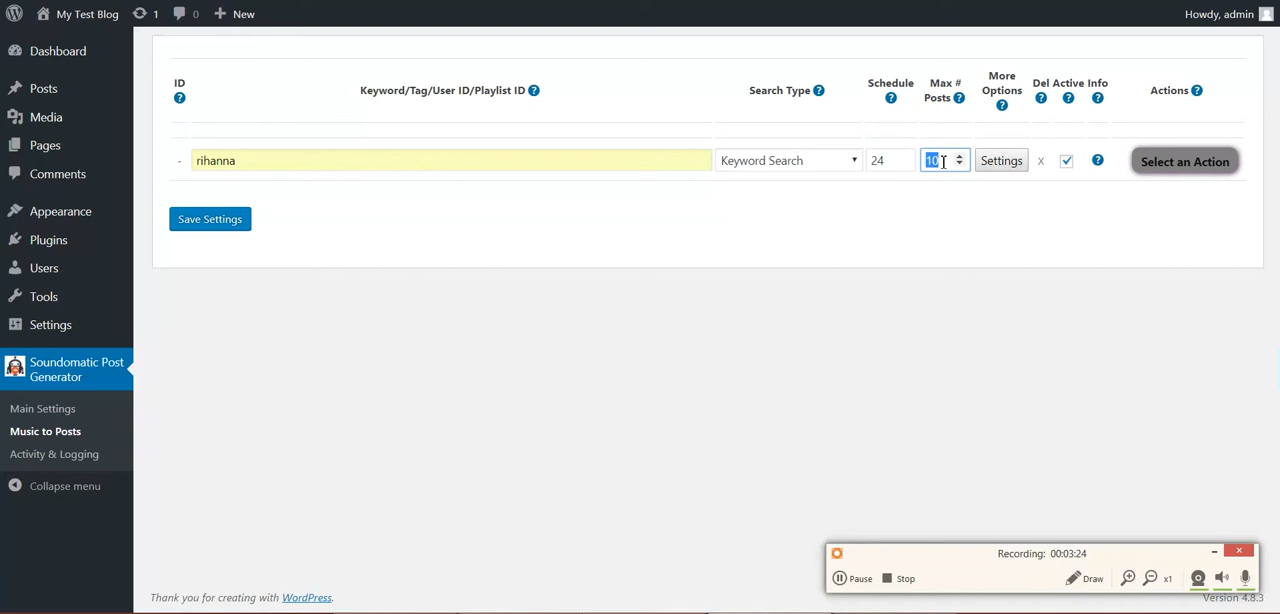 My Test Blog
1
0
New
Howdy, admin
Dashboard
Posts
Media
Pages
Comments
Appearance
Plugins
Users
Tools
Settings
Soundomatic Post
Generator
Main Settings
Music to Posts
Activity & Logging
Collapse menu
ID
Keyword/Tag/User ID/Playlist ID
Search Type
Schedule
Max #
Posts
More
Options
Del
Active
Info
Actions
-
rihanna
Keyword Search
24
10
Settings
X
Select an Action
Save Settings
Recording: 00:03:24
Pause
Stop
Draw
x1
Thank you for creating with WordPress.
Version 4.8.3